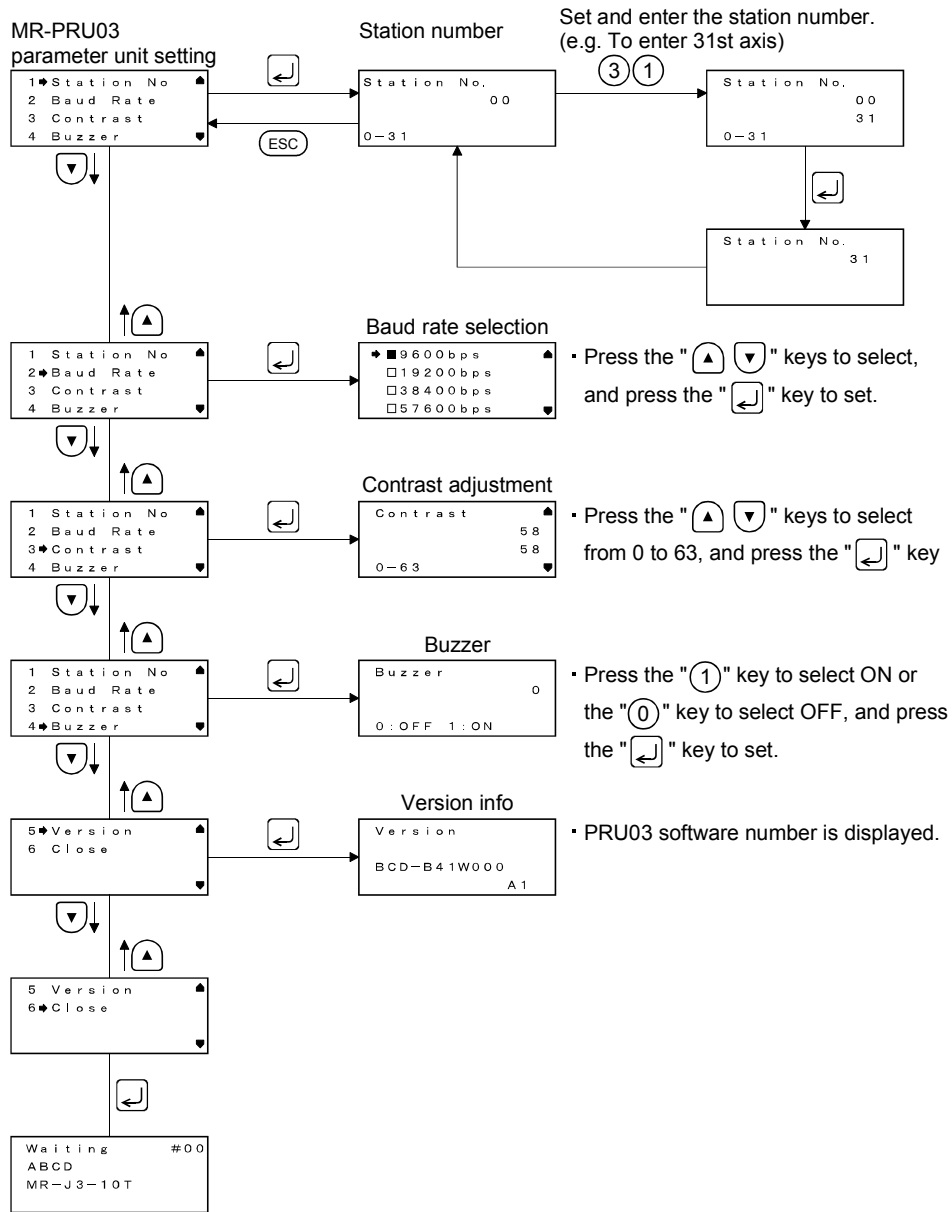 MR-PRU03
parameter unit setting
Station number
Set and enter the station number.
(e.g. To enter 31st axis)
3 1
1 Station No
2 Baud Rate
3 Contrast
4 Buzzer
Station No.
00
0-31
ESC
Station No.
00
31
0-31
Station No.
31
Baud rate selection
1 Station No
2 Baud Rate
3 Contrast
4 Buzzer
■9600bps
□19200bps
□38400bps
□57600bps
▪ Press the "▲ ▼" keys to select,
and press the "↵" key to set.
Contrast adjustment
1 Station No
2 Baud Rate
3 Contrast
4 Buzzer
Contrast
58
58
0-63
▪ Press the "▲ ▼" keys to select
from 0 to 63, and press the "↵" key
Buzzer
1 Station No
2 Baud Rate
3 Contrast
4 Buzzer
Buzzer
0
0:OFF 1:ON
▪ Press the "1" key to select ON or
the "0" key to select OFF, and press
the "↵" key to set.
Version info
5 Version
6 Close
Version
BCD-B41W000
A1
▪ PRU03 software number is displayed.
5 Version
6 Close
Waiting #00
ABCD
MR-J3-10T